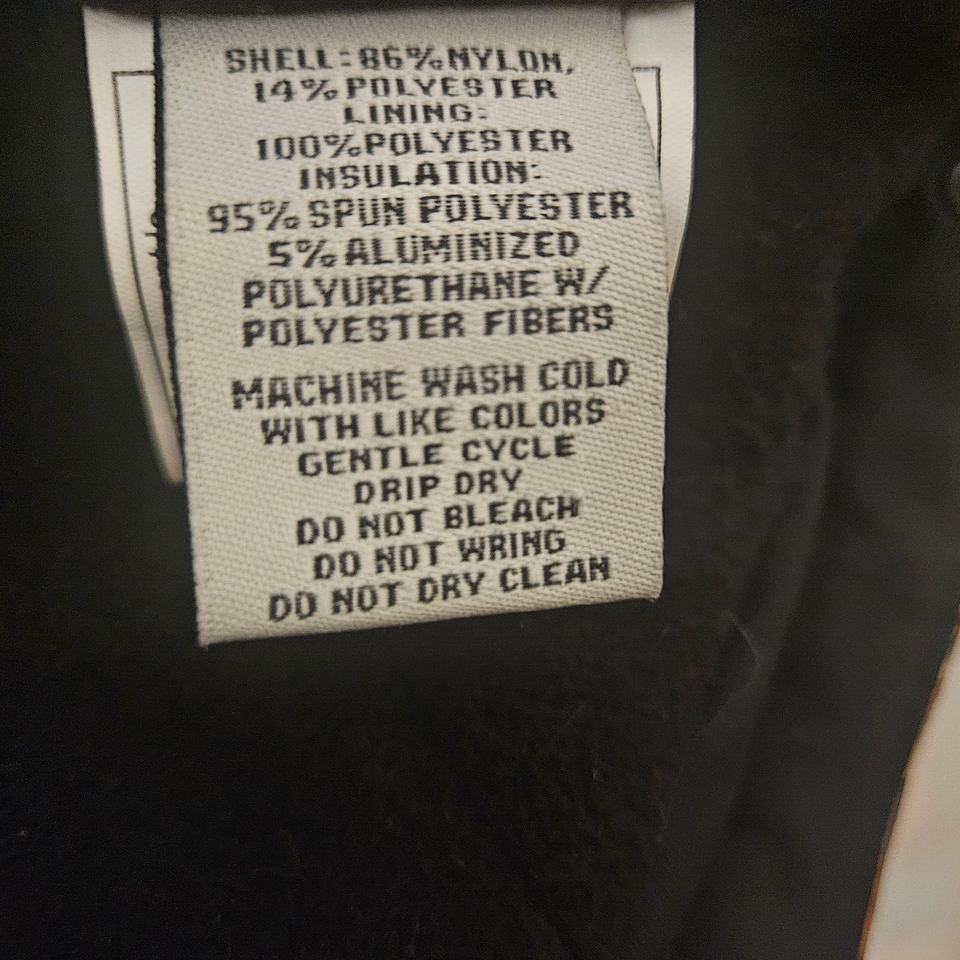 SHELL: 86% NYLON,
14% POLYESTER
LINING:
100% POLYESTER
INSULATION:
95% SPUN POLYESTER
5% ALUMINIZED
POLYURETHANE W/
POLYESTER FIBERS
MACHINE WASH COLD
WITH LIKE COLORS
GENTLE CYCLE
DRIP DRY
DO NOT BLEACH
DO NOT WRING
DO NOT DRY CLEAN